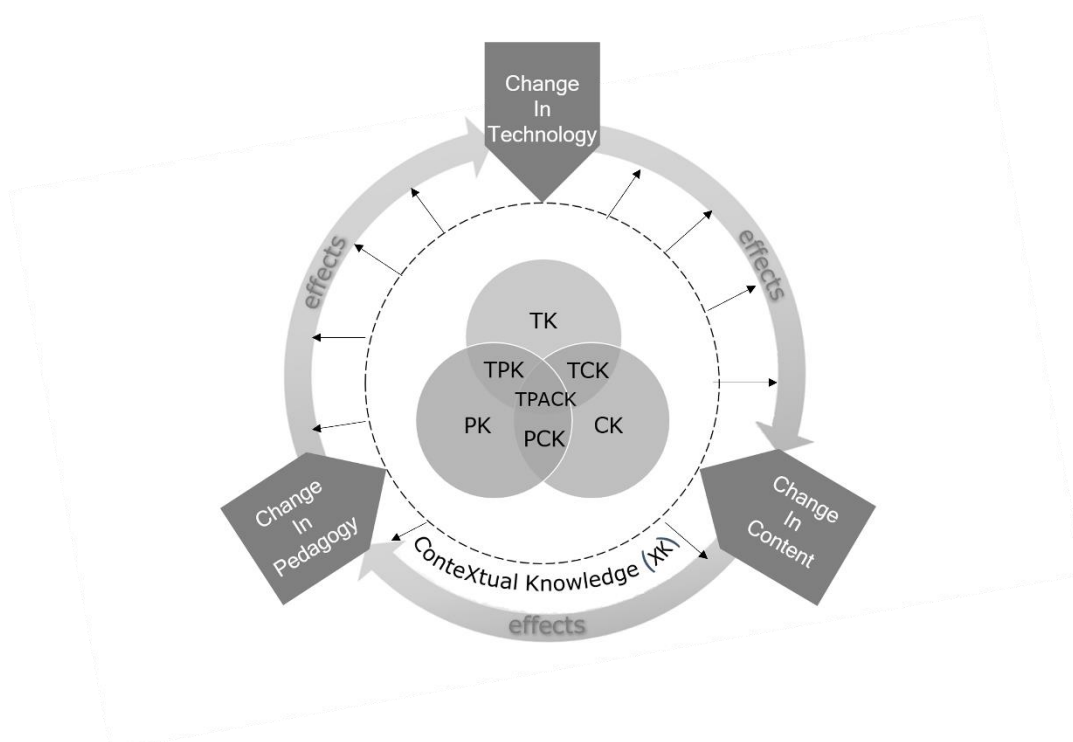 Change
In
Technology
effects
effects
TK
TPK
TCK
TPACK
PK
PCK
CK
Change
In
Pedagogy
Change
In
Content
ConteXtual Knowledge (XK)
effects